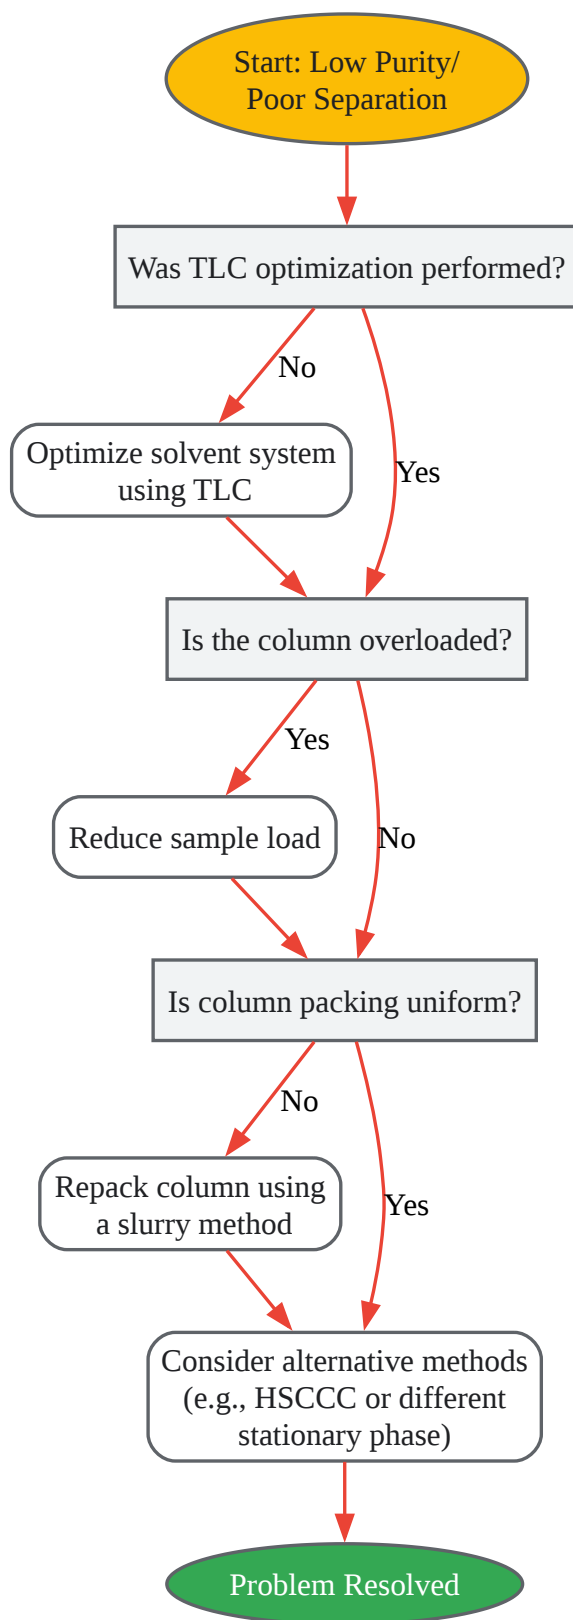 Start: Low Purity/
Poor Separation
Was TLC optimization performed?
No
Optimize solvent system
using TLC
Yes
Is the column overloaded?
Yes
Reduce sample load
No
Is column packing uniform?
No
Repack column using
a slurry method
Yes
Consider alternative methods
(e.g., HSCCC or different
stationary phase)
Problem Resolved